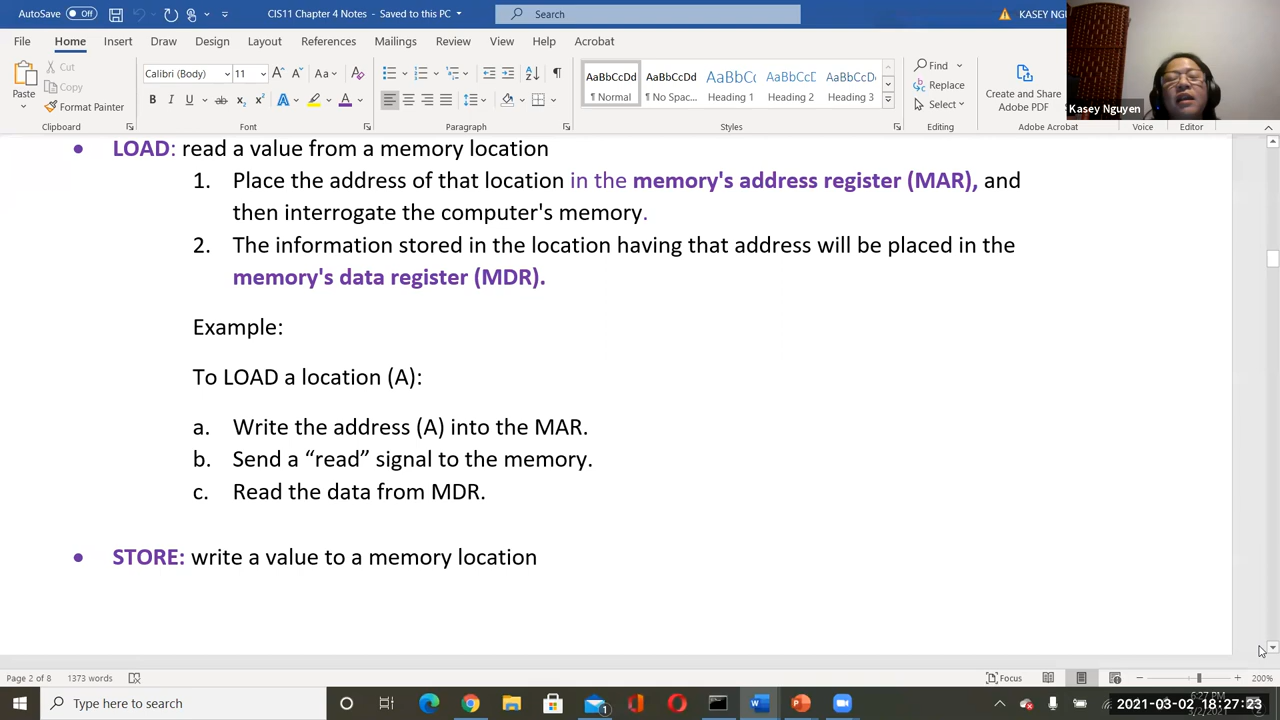 AutoSave Off CIS11 Chapter 4 Notes - Saved to this PC Search KASEY NGU
File Home Insert Draw Design Layout References Mailings Review View Help Acrobat
Paste Cut Copy Format Painter Clipboard
Calibri (Body) 11 Font
Paragraph
AaBbCcDd AaBbCcDd AaBbCc AaBbCcD AaBbCcD
¶ Normal ¶ No Spac... Heading 1 Heading 2 Heading 3
Styles
Find Replace Select Editing
Create and Share Adobe PDF Adobe Acrobat
Voice Editor
Kasey Nguyen
• LOAD: read a value from a memory location
1. Place the address of that location in the memory's address register (MAR), and
then interrogate the computer's memory.
2. The information stored in the location having that address will be placed in the
memory's data register (MDR).
Example:
To LOAD a location (A):
a. Write the address (A) into the MAR.
b. Send a “read” signal to the memory.
c. Read the data from MDR.
• STORE: write a value to a memory location
Page 2 of 8 1373 words Focus 200%
Type here to search
6:27 PM
2021-03-02 18:27:23